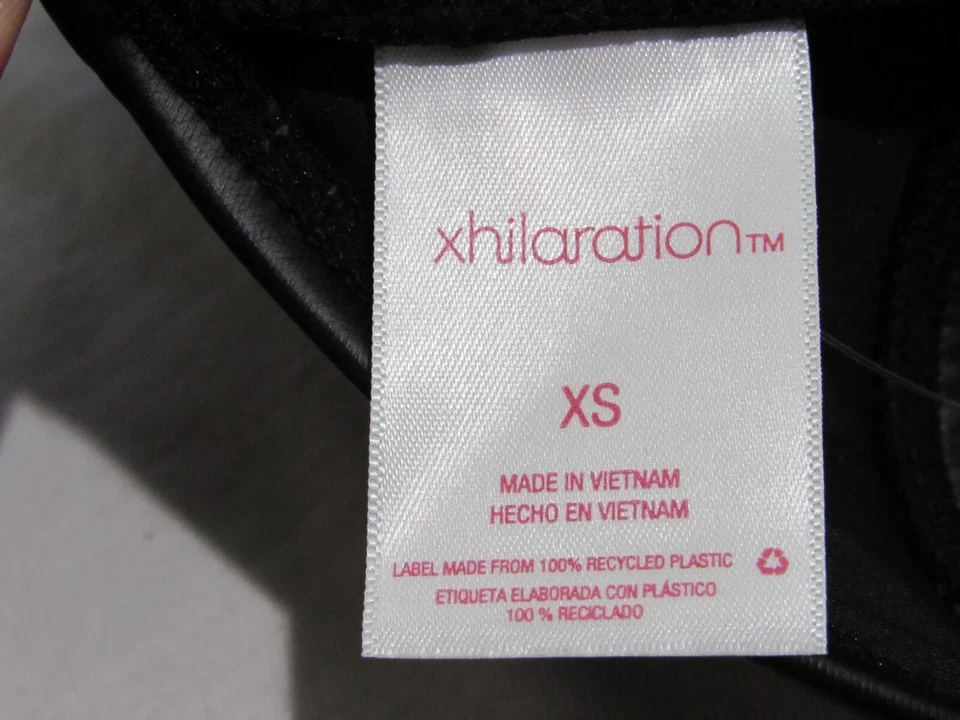 xhilaration™
XS
MADE IN VIETNAM
HECHO EN VIETNAM
LABEL MADE FROM 100% RECYCLED PLASTIC
ETIQUETA ELABORADA CON PLÁSTICO
100 % RECICLADO